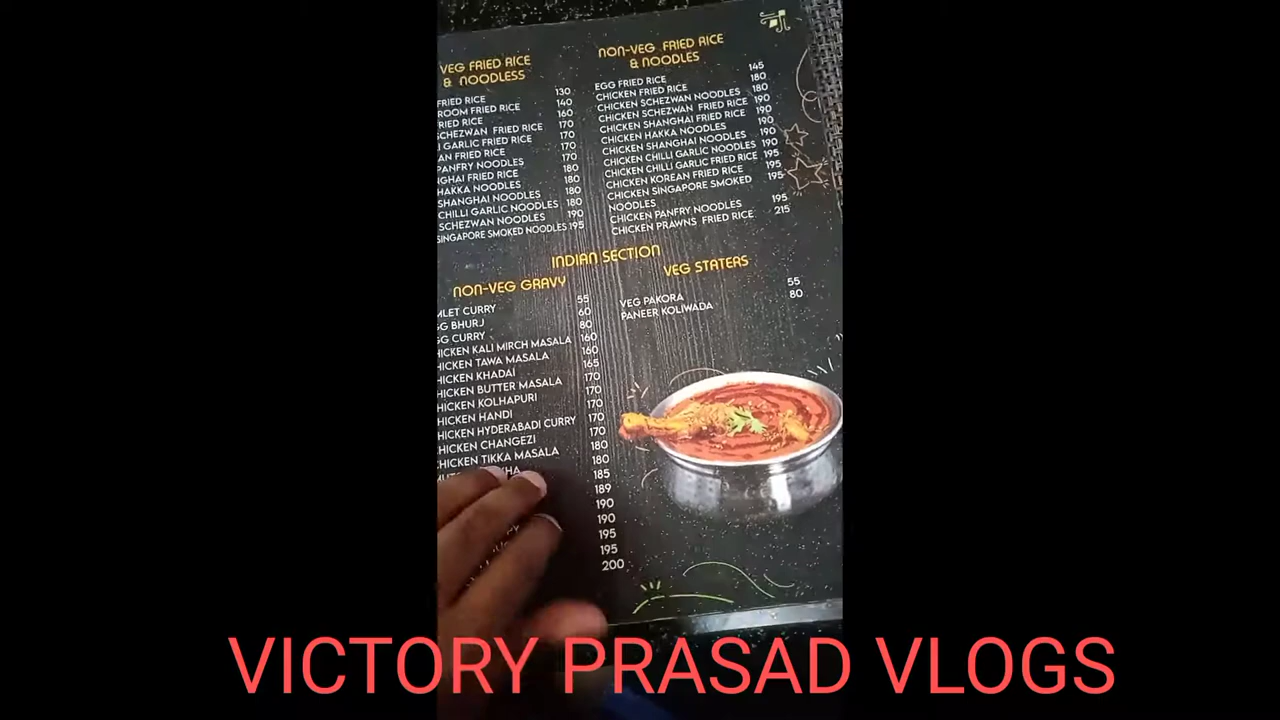 VEG FRIED RICE
& NOODLESS
FRIED RICE 130
ROOM FRIED RICE 140
FRIED RICE 160
SCHEZWAN FRIED RICE 170
GARLIC FRIED RICE 170
AN FRIED RICE 170
PANFRY NOODLES 170
GHAI FRIED RICE 180
HAKKA NOODLES 180
SHANGHAI NOODLES 180
CHILLI GARLIC NOODLES 180
SCHEZWAN NOODLES 190
SINGAPORE SMOKED NOODLES 195
NON-VEG FRIED RICE
& NOODLES
EGG FRIED RICE 145
CHICKEN FRIED RICE 180
CHICKEN SCHEZWAN NOODLES 180
CHICKEN SCHEZWAN FRIED RICE 190
CHICKEN SHANGHAI FRIED RICE 190
CHICKEN HAKKA NOODLES 190
CHICKEN SHANGHAI NOODLES 190
CHICKEN CHILLI GARLIC NOODLES 190
CHICKEN CHILLI GARLIC FRIED RICE 195
CHICKEN KOREAN FRIED RICE 195
CHICKEN SINGAPORE SMOKED 195
NOODLES
CHICKEN PANFRY NOODLES 195
CHICKEN PRAWNS FRIED RICE 215
INDIAN SECTION
NON-VEG GRAVY
MLET CURRY 55
GG BHURJ 60
GG CURRY 80
HICKEN KALI MIRCH MASALA 160
HICKEN TAWA MASALA 160
HICKEN KHADAI 165
HICKEN BUTTER MASALA 170
HICKEN KOLHAPURI 170
HICKEN HANDI 170
HICKEN HYDERABADI CURRY 170
HICKEN CHANGEZI 170
CHICKEN TIKKA MASALA 180
180
185
189
190
190
195
195
200
VEG STATERS
VEG PAKORA 55
PANEER KOLIWADA 80
VICTORY PRASAD VLOGS